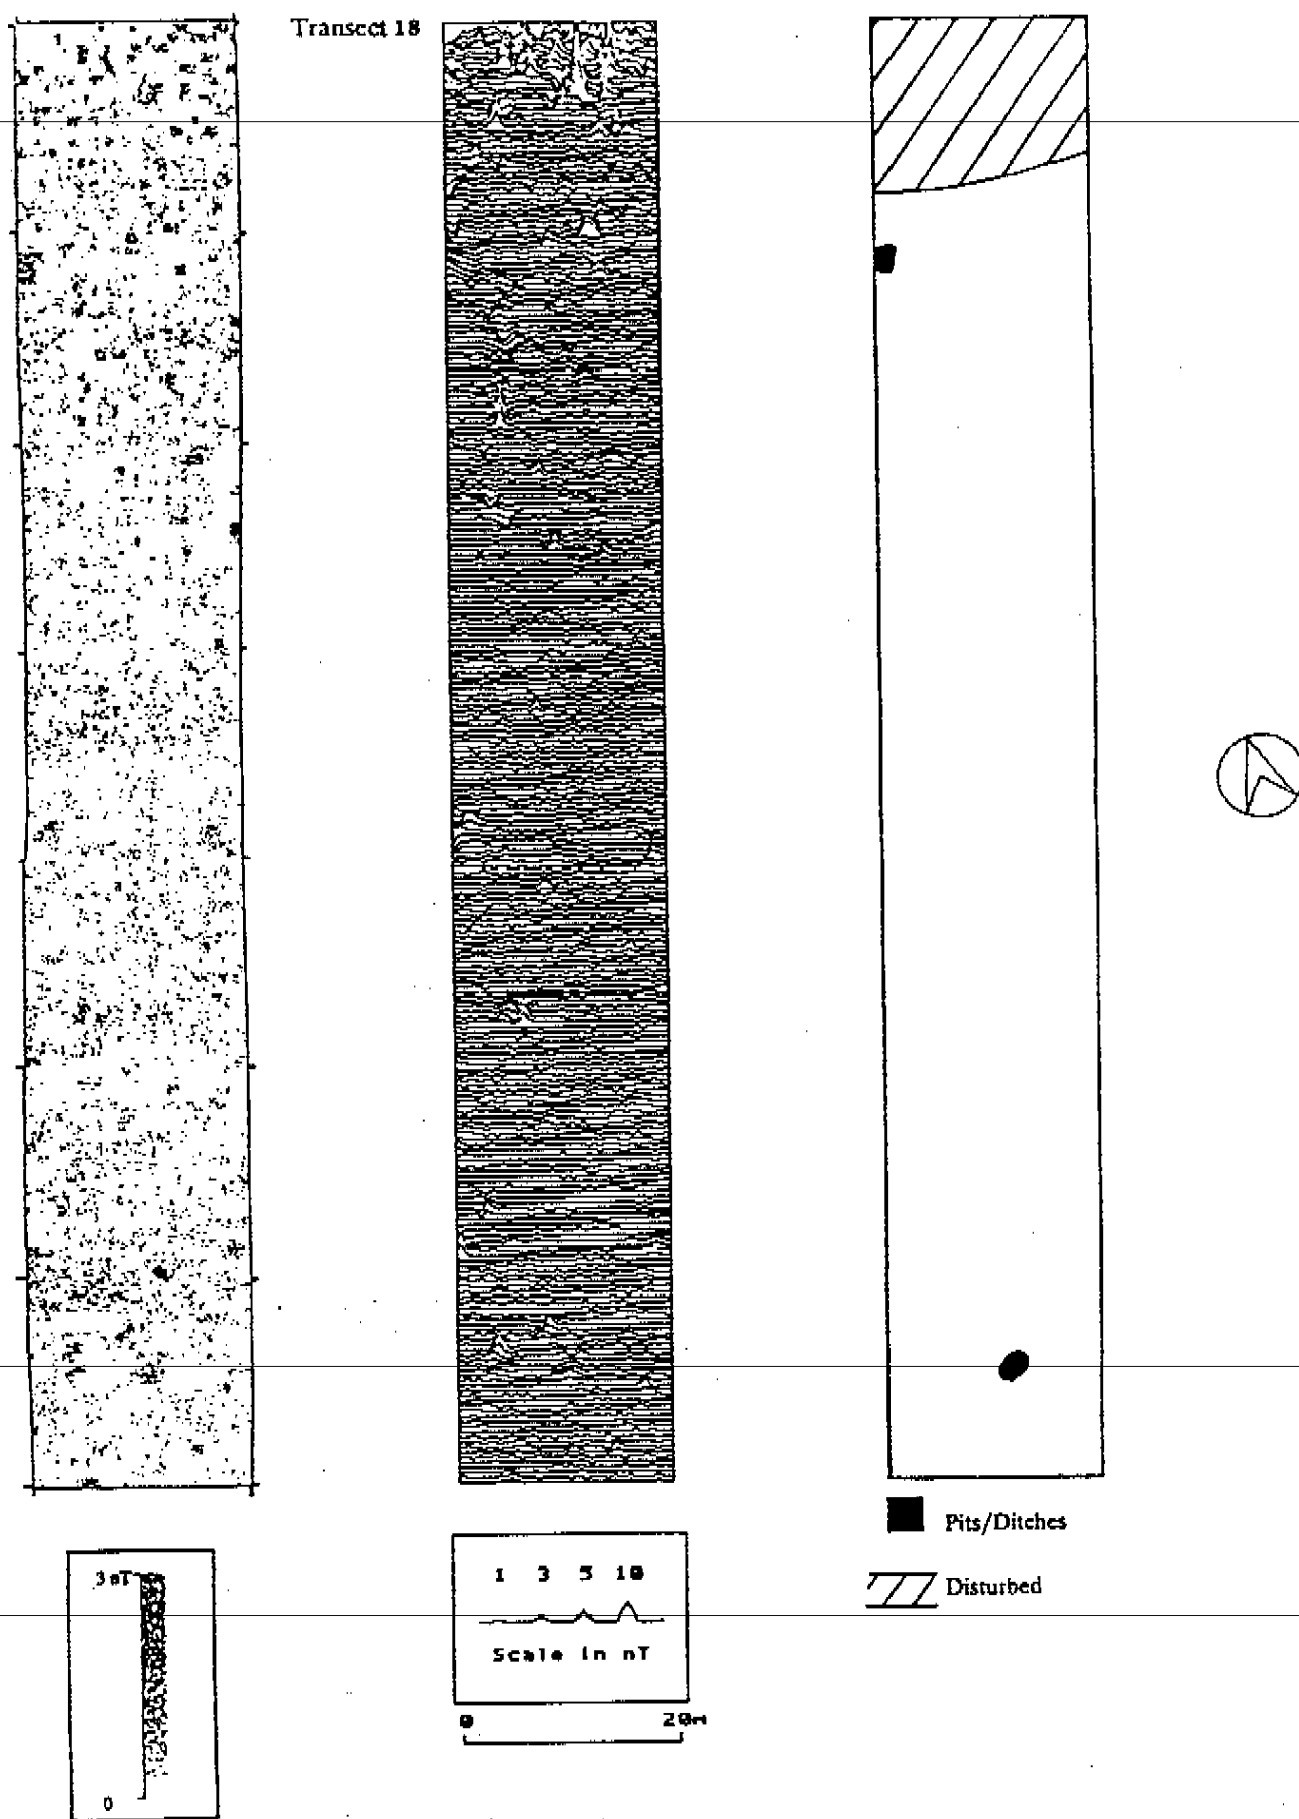 Transect 18
Pits/Ditches
Disturbed
3 nT
0
1 3 5 10
Scale in nT
0 20m